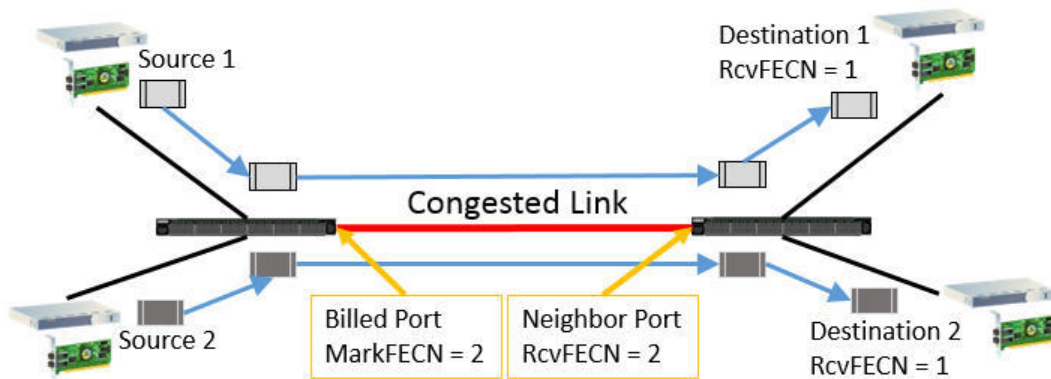 Source 1
Destination 1
RcvFECN = 1
Congested Link
Source 2
Billed Port
MarkFECN = 2
Neighbor Port
RcvFECN = 2
Destination 2
RcvFECN = 1